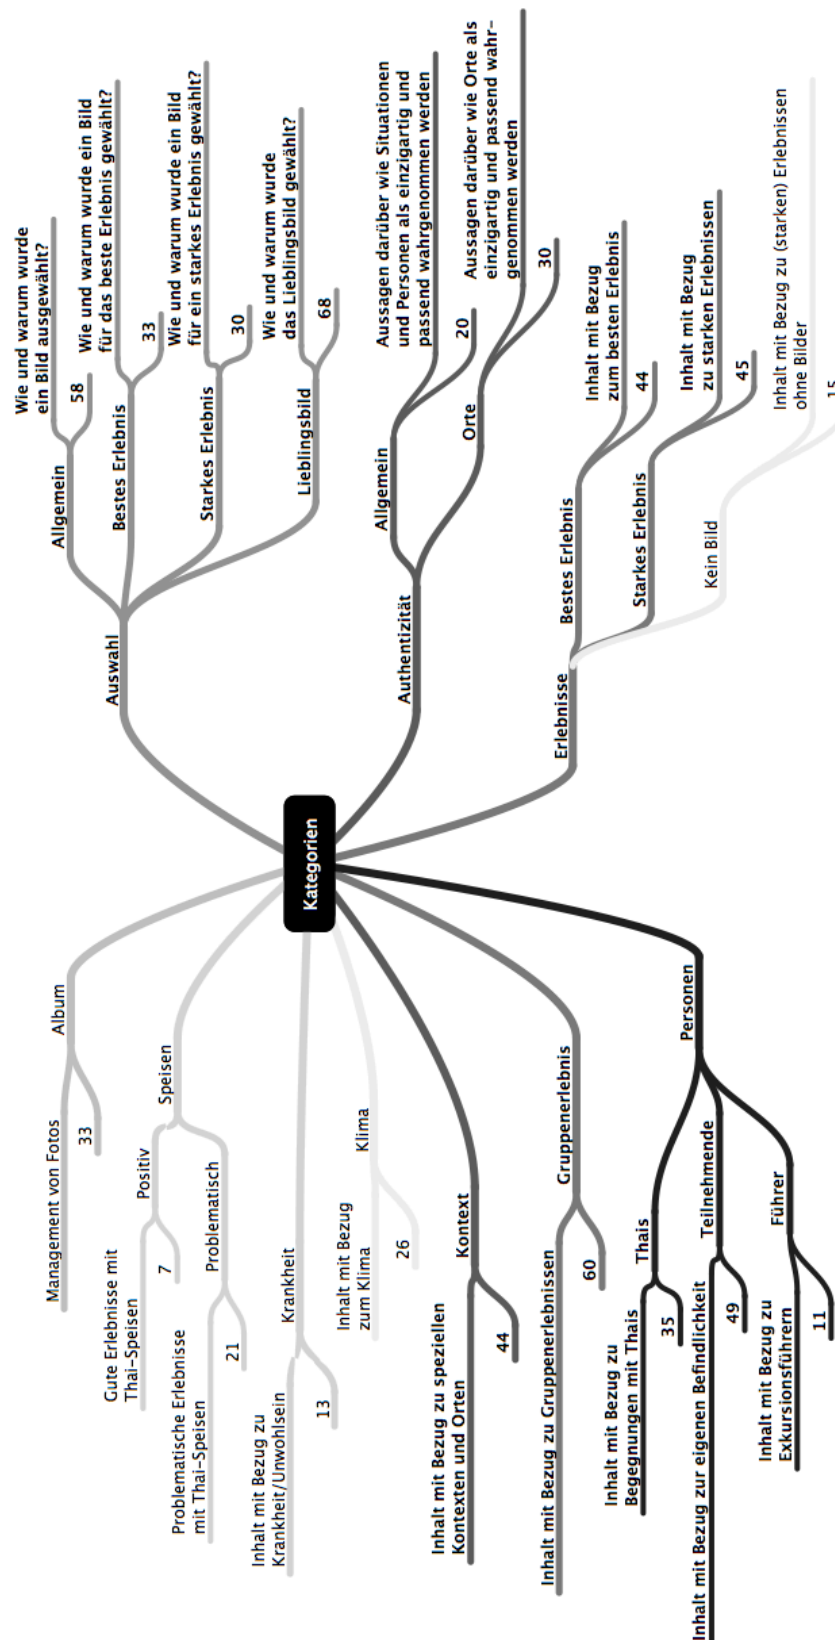 Kategorien
Auswahl
Allgemein
Wie und warum wurde
ein Bild ausgewählt?
58
Bestes Erlebnis
Wie und warum wurde ein Bild
für das beste Erlebnis gewählt?
33
Starkes Erlebnis
Wie und warum wurde ein Bild
für ein starkes Erlebnis gewählt?
30
Lieblingsbild
Wie und warum wurde
das Lieblingsbild gewählt?
68
Authentizität
Allgemein
Aussagen darüber wie Situationen
und Personen als einzigartig und
passend wahrgenommen werden
20
Orte
Aussagen darüber wie Orte als
einzigartig und passend wahr-
genommen werden
30
Erlebnisse
Bestes Erlebnis
Inhalt mit Bezug
zum besten Erlebnis
44
Starkes Erlebnis
Inhalt mit Bezug
zu starken Erlebnissen
45
Kein Bild
Inhalt mit Bezug zu (starken) Erlebnissen
ohne Bilder
15
Album
Management von Fotos
33
Speisen
Positiv
Gute Erlebnisse mit
Thai-Speisen
7
Problematisch
Problematische Erlebnisse
mit Thai-Speisen
21
Krankheit
Inhalt mit Bezug zu
Krankheit/Unwohlsein
13
Klima
Inhalt mit Bezug
zum Klima
26
Kontext
Inhalt mit Bezug zu speziellen
Kontexten und Orten
44
Gruppenerlebnis
Inhalt mit Bezug zu Gruppenerlebnissen
60
Personen
Thais
Inhalt mit Bezug zu
Begegnungen mit Thais
35
Teilnehmende
Inhalt mit Bezug zur eigenen Befindlichkeit
49
Führer
Inhalt mit Bezug zu
Exkursionsführern
11